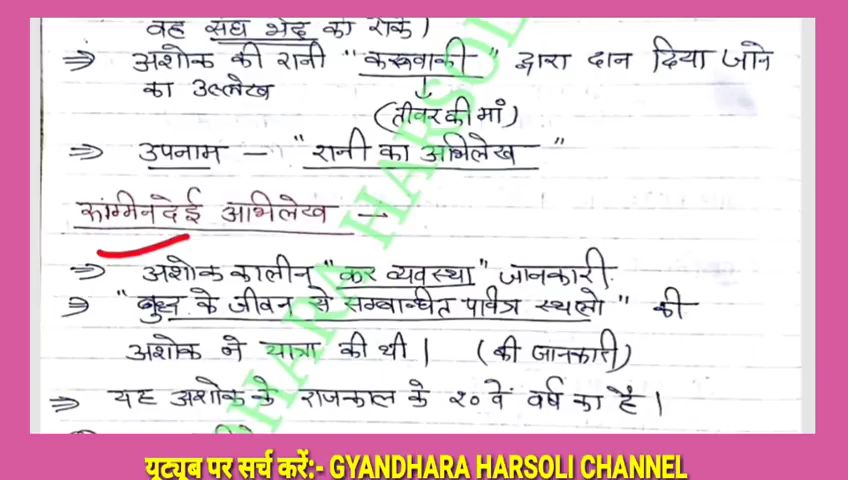 वह संघ भेद को रोके)
⇒ अशोक की रानी "करूवाकी" द्वारा दान दिया जाने
का उल्लेख
(तीवर की माँ)
⇒ उपनाम – "रानी का अभिलेख"
रूम्मिनदेई अभिलेख –
⇒ अशोक कालीन "कर व्यवस्था" जानकारी.
⇒ "बुद्ध के जीवन से सम्बान्धित पवित्र स्थलो" की
अशोक ने यात्रा की थी | (की जानकारी)
⇒ यह अशोक के राजकाल के २० वें वर्ष का है |
यूट्यूब पर सर्च करें:- GYANDHARA HARSOLI CHANNEL